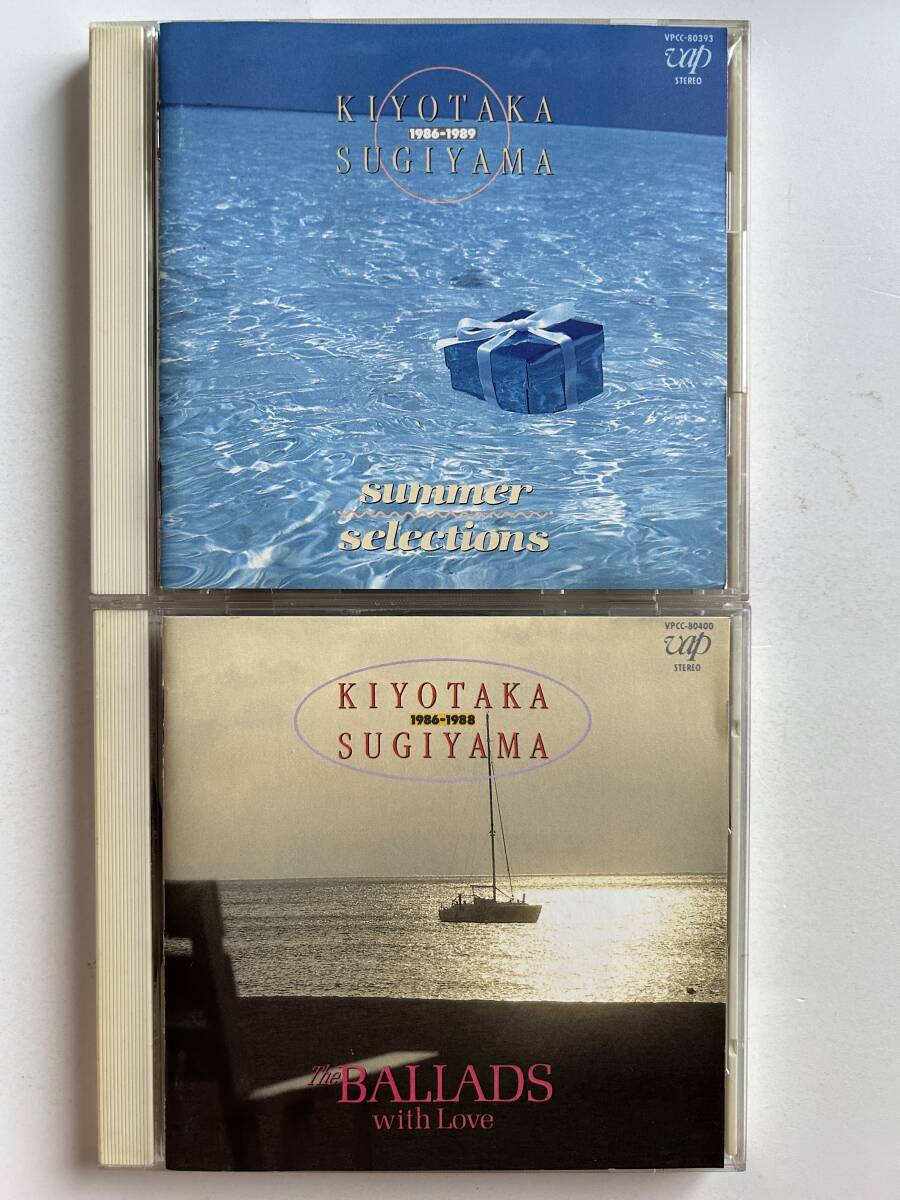 VPCC-80393
vap
STEREO
KIYOTAKA
1986-1989
SUGIYAMA
summer
selections
VPCC-80400
vap
STEREO
KIYOTAKA
1986-1988
SUGIYAMA
The BALLADS
with Love